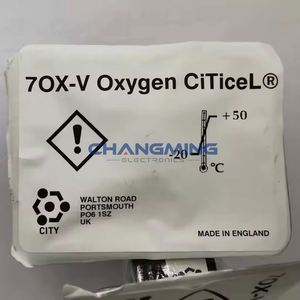 7OX-V Oxygen CiTiceL®
+50
CHANGMING
ELECTRONICS
-20
°C
CITY
WALTON ROAD
PORTSMOUTH
PO6 1SZ
UK
MADE IN ENGLAND